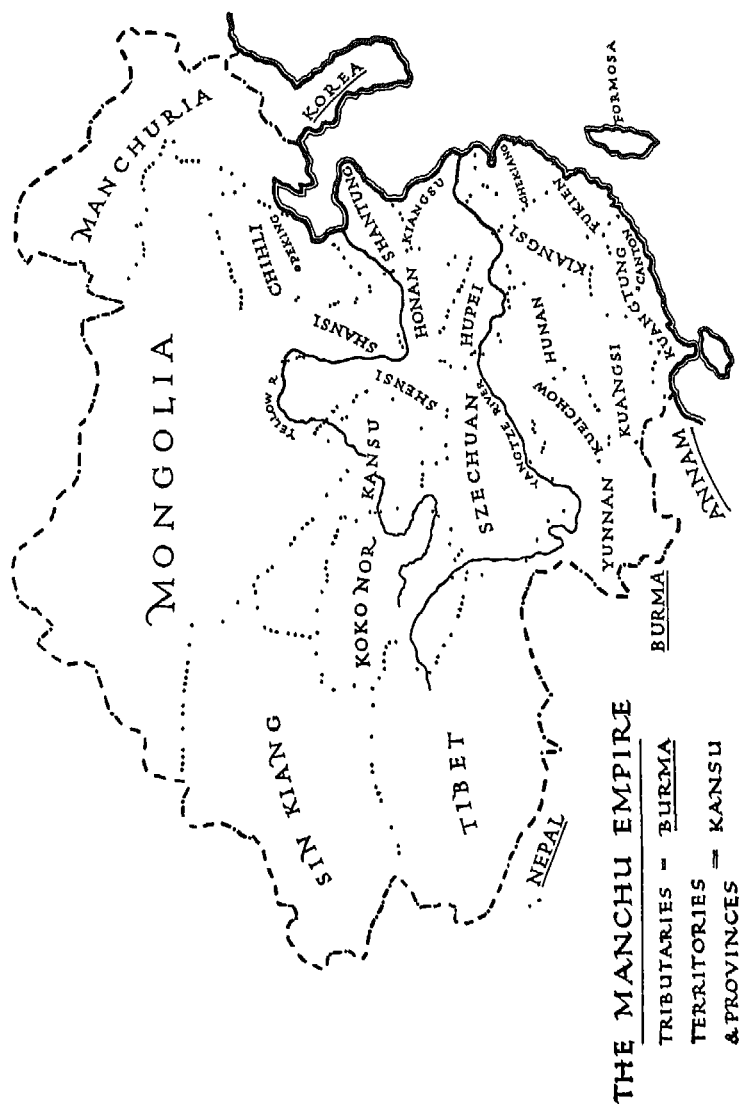 MANCHURIA
MONGOLIA
KOREA
CHIHLI
PEKING
SHANTUNG
SHANSI
YELLOW R.
SIN KIANG
KANSU
SHENSI
HONAN
KIANGSU
KOKO NOR
TIBET
SZECHUAN
HUPEI
YANGTZE RIVER
CHEKIANG
FORMOSA
NEPAL
KIANGSI
FUKIEN
HUNAN
KUEICHOW
YUNNAN
KUANGSI
KUANGTUNG
CANTON
BURMA
ANNAM
THE MANCHU EMPIRE
TRIBUTARIES = BURMA
TERRITORIES = KANSU
& PROVINCES